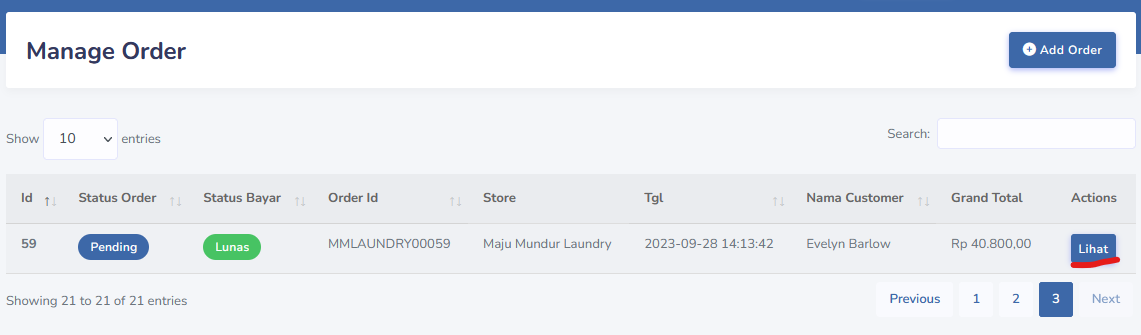 Manage Order
Add Order
Show 10 entries
Search:
Id Status Order Status Bayar Order Id Store Tgl Nama Customer Grand Total Actions
59 Pending Lunas MMLAUNDRY00059 Maju Mundur Laundry 2023-09-28 14:13:42 Evelyn Barlow Rp 40.800,00 Lihat
Showing 21 to 21 of 21 entries
Previous 1 2 3 Next